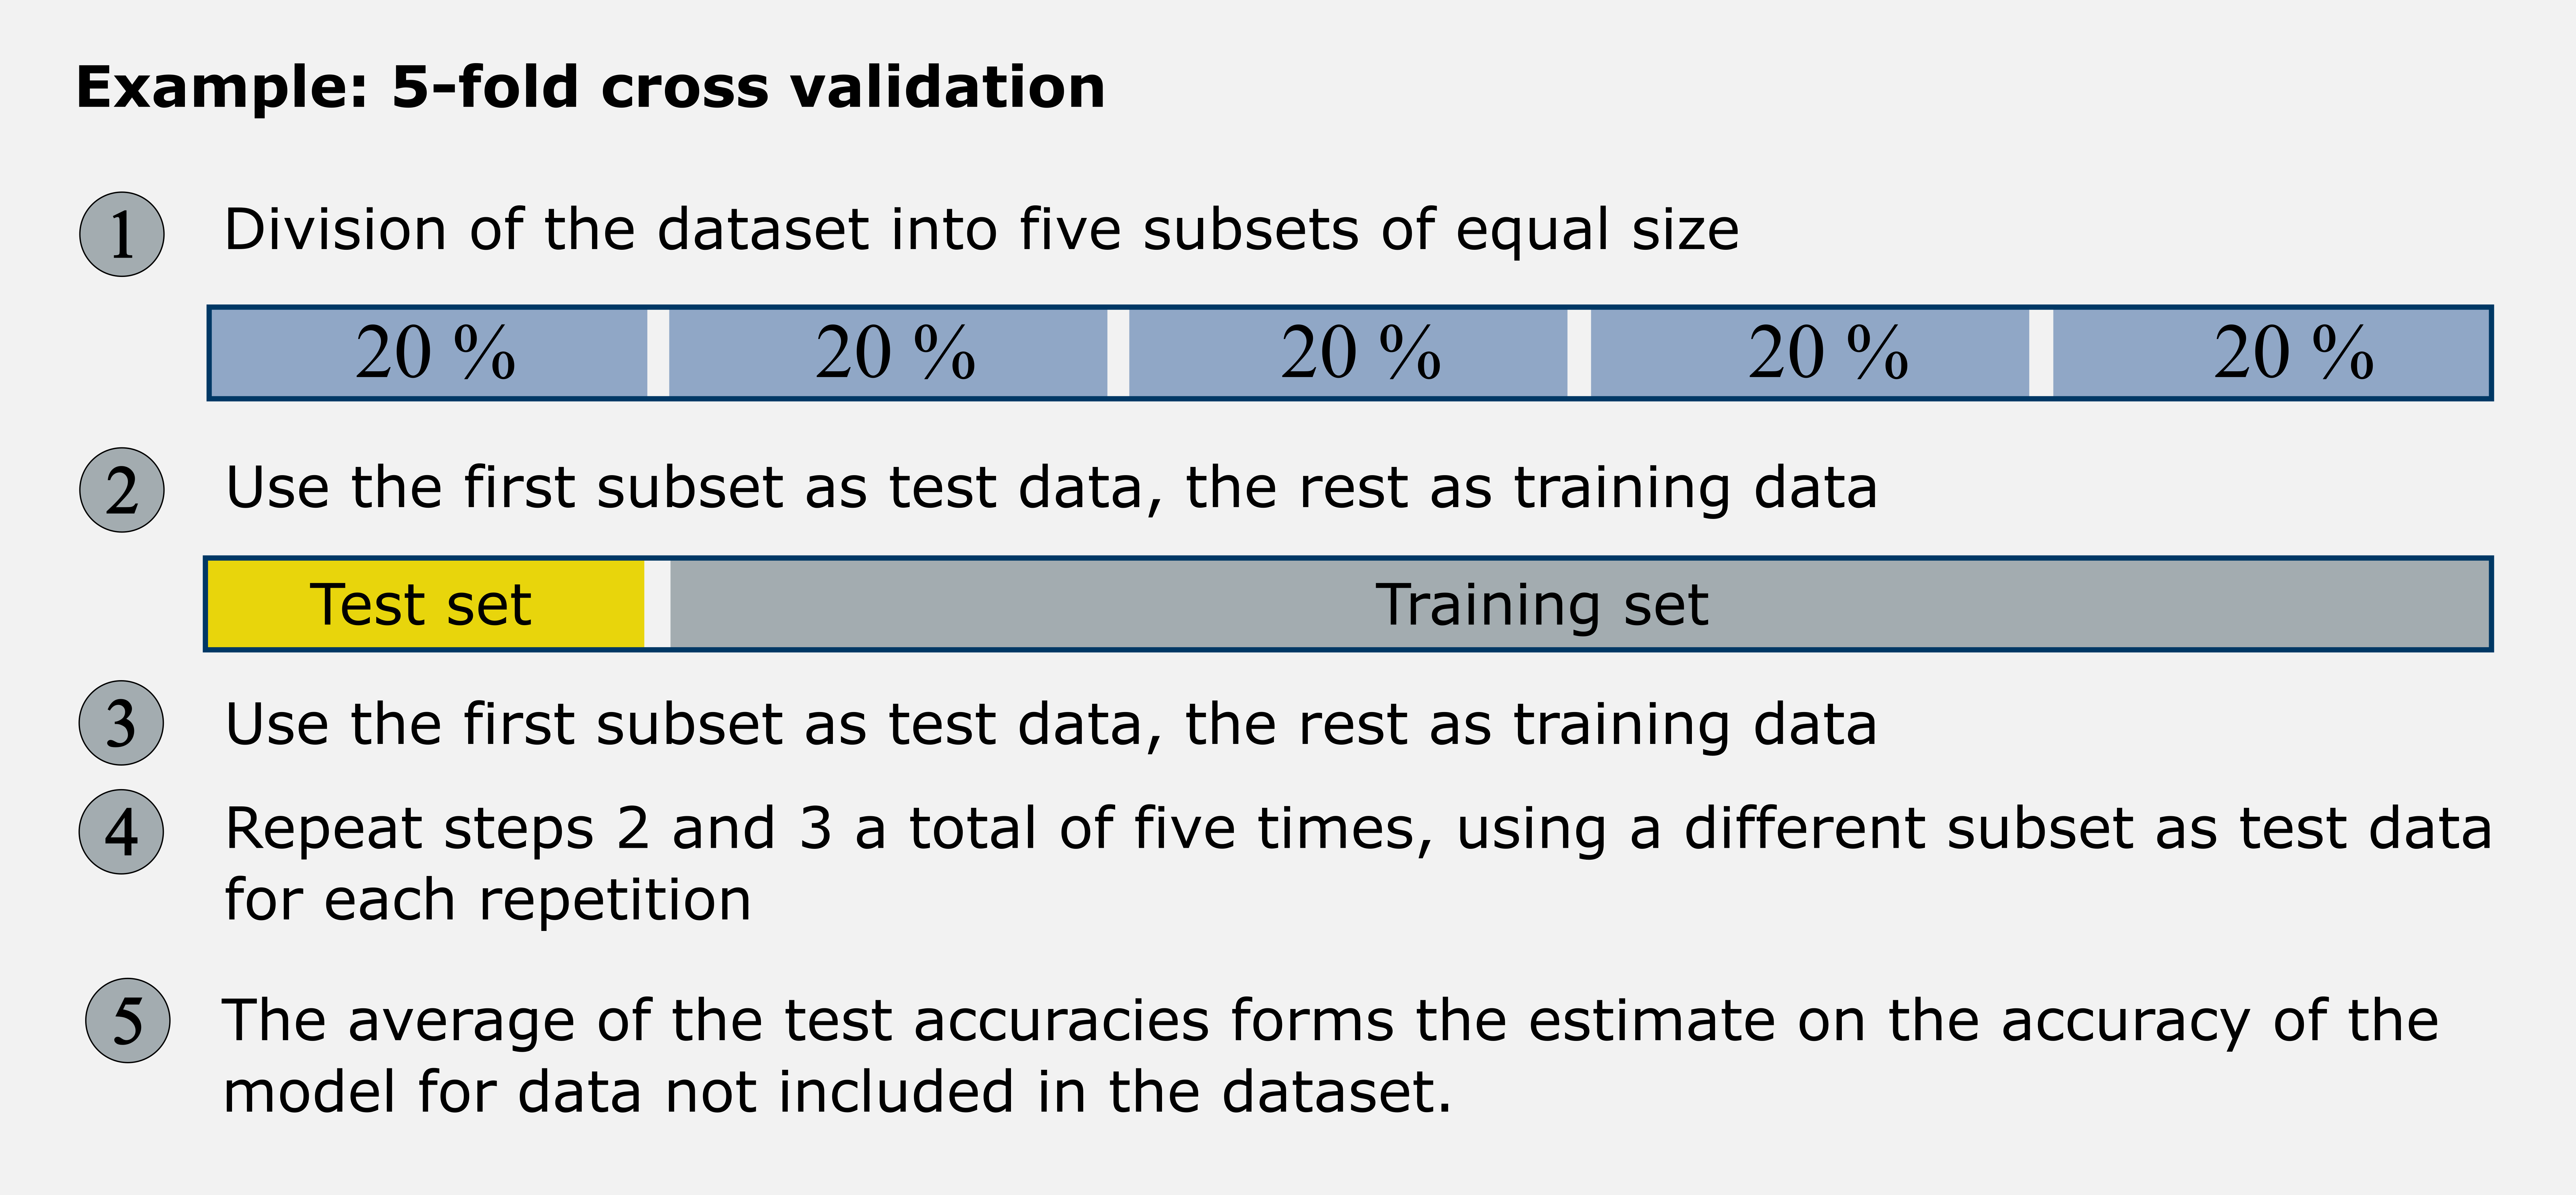 Example: 5-fold cross validation
1 Division of the dataset into five subsets of equal size
20 % 20 % 20 % 20 % 20 %
2 Use the first subset as test data, the rest as training data
Test set Training set
3 Use the first subset as test data, the rest as training data
4 Repeat steps 2 and 3 a total of five times, using a different subset as test data
for each repetition
5 The average of the test accuracies forms the estimate on the accuracy of the
model for data not included in the dataset.